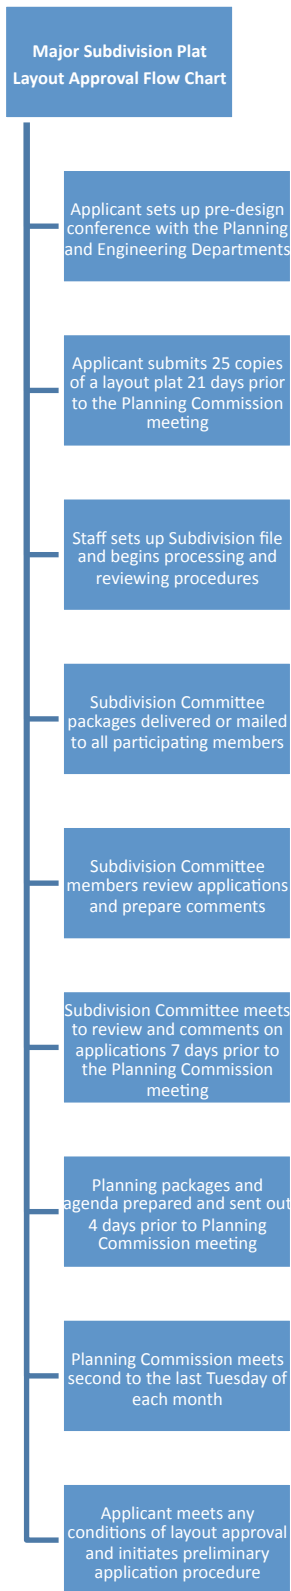 Major Subdivision Plat
Layout Approval Flow Chart
Applicant sets up pre-design
conference with the Planning
and Engineering Departments
Applicant submits 25 copies
of a layout plat 21 days prior
to the Planning Commission
meeting
Staff sets up Subdivision file
and begins processing and
reviewing procedures
Subdivision Committee
packages delivered or mailed
to all participating members
Subdivision Committee
members review applications
and prepare comments
Subdivision Committee meets
to review and comments on
applications 7 days prior to
the Planning Commission
meeting
Planning packages and
agenda prepared and sent out
4 days prior to Planning
Commission meeting
Planning Commission meets
second to the last Tuesday of
each month
Applicant meets any
conditions of layout approval
and initiates preliminary
application procedure